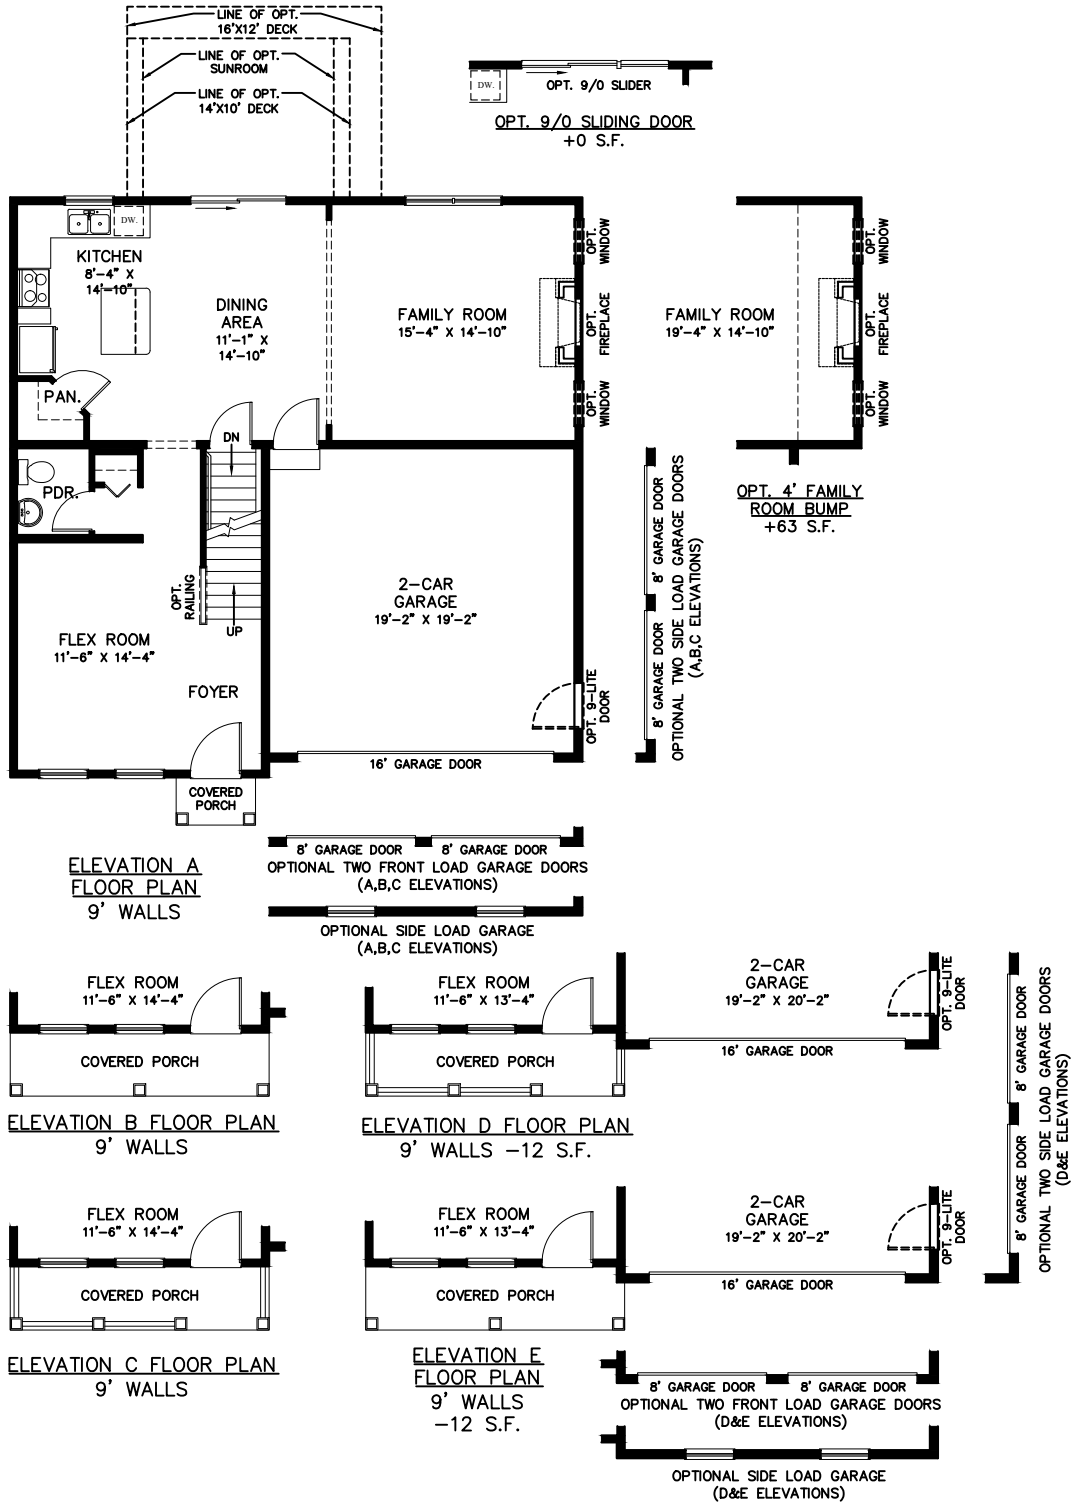 LINE OF OPT.
16'X12' DECK
LINE OF OPT.
SUNROOM
LINE OF OPT.
14'X10' DECK
DW.
OPT. 9/0 SLIDER
OPT. 9/0 SLIDING DOOR
+0 S.F.
DW.
KITCHEN
8'-4" X
14'-10"
DINING
AREA
11'-1" X
14'-10"
FAMILY ROOM
15'-4" X 14'-10"
OPT.
WINDOW
OPT.
FIREPLACE
OPT.
WINDOW
FAMILY ROOM
19'-4" X 14'-10"
OPT.
WINDOW
OPT.
FIREPLACE
OPT.
WINDOW
OPT. 4' FAMILY
ROOM BUMP
+63 S.F.
PAN.
DN
PDR.
OPT.
RAILING
UP
2-CAR
GARAGE
19'-2" X 19'-2"
FLEX ROOM
11'-6" X 14'-4"
FOYER
OPT. 9-LITE
DOOR
8' GARAGE DOOR
8' GARAGE DOOR
OPTIONAL TWO SIDE LOAD GARAGE DOORS
(A,B,C ELEVATIONS)
16' GARAGE DOOR
COVERED
PORCH
ELEVATION A
FLOOR PLAN
9' WALLS
8' GARAGE DOOR 8' GARAGE DOOR
OPTIONAL TWO FRONT LOAD GARAGE DOORS
(A,B,C ELEVATIONS)
OPTIONAL SIDE LOAD GARAGE
(A,B,C ELEVATIONS)
FLEX ROOM
11'-6" X 14'-4"
COVERED PORCH
ELEVATION B FLOOR PLAN
9' WALLS
FLEX ROOM
11'-6" X 13'-4"
COVERED PORCH
ELEVATION D FLOOR PLAN
9' WALLS -12 S.F.
2-CAR
GARAGE
19'-2" X 20'-2"
OPT. 9-LITE
DOOR
16' GARAGE DOOR
8' GARAGE DOOR
8' GARAGE DOOR
OPTIONAL TWO SIDE LOAD GARAGE DOORS
(D&E ELEVATIONS)
FLEX ROOM
11'-6" X 14'-4"
COVERED PORCH
ELEVATION C FLOOR PLAN
9' WALLS
FLEX ROOM
11'-6" X 13'-4"
COVERED PORCH
ELEVATION E
FLOOR PLAN
9' WALLS
-12 S.F.
2-CAR
GARAGE
19'-2" X 20'-2"
OPT. 9-LITE
DOOR
16' GARAGE DOOR
8' GARAGE DOOR 8' GARAGE DOOR
OPTIONAL TWO FRONT LOAD GARAGE DOORS
(D&E ELEVATIONS)
OPTIONAL SIDE LOAD GARAGE
(D&E ELEVATIONS)